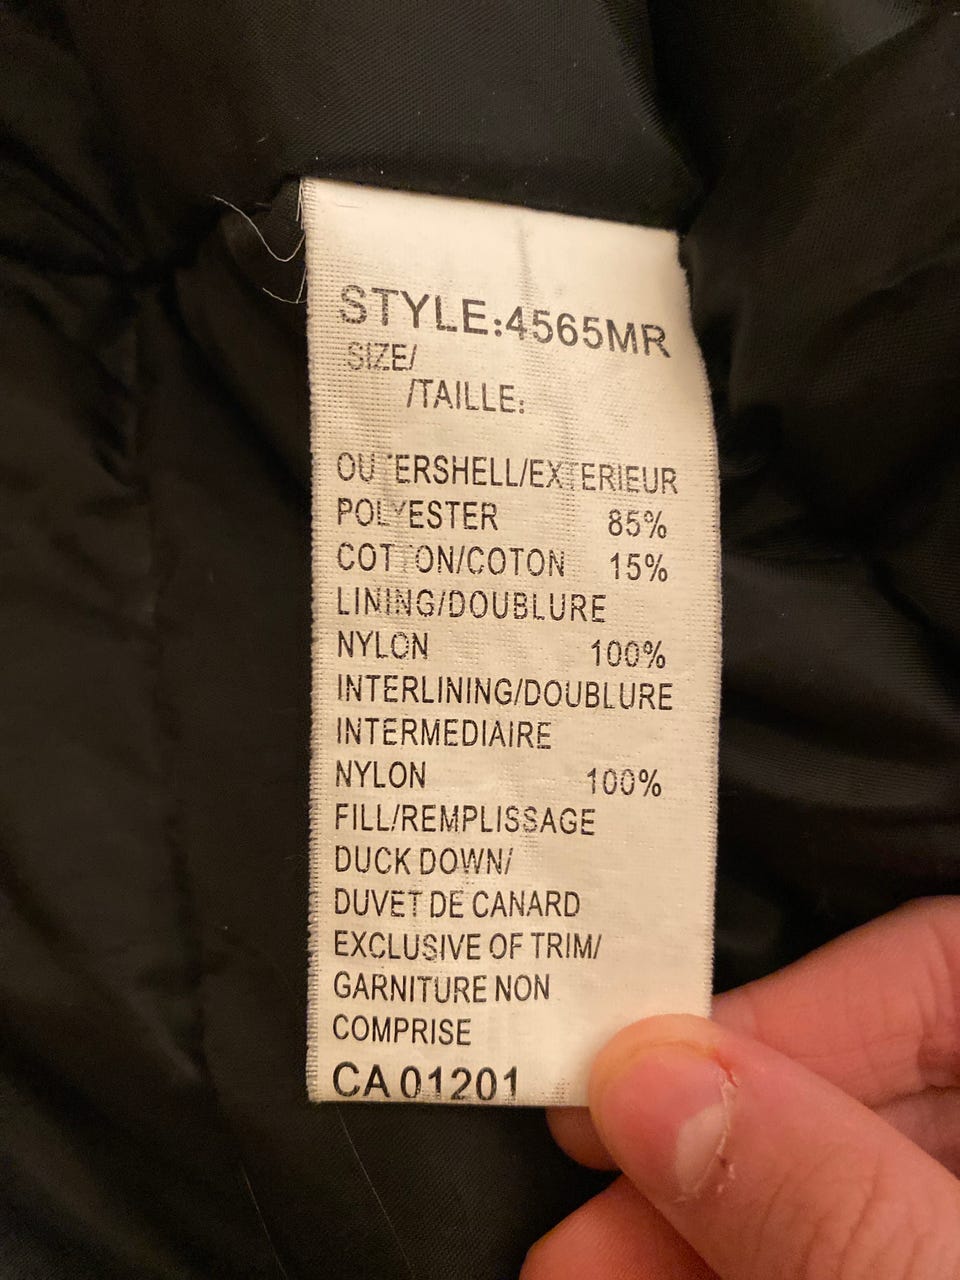 STYLE:4565MR
SIZE/
/TAILLE:
OUTERSHELL/EXTERIEUR
POLYESTER 85%
COTTON/COTON 15%
LINING/DOUBLURE
NYLON 100%
INTERLINING/DOUBLURE
INTERMEDIAIRE
NYLON 100%
FILL/REMPLISSAGE
DUCK DOWN/
DUVET DE CANARD
EXCLUSIVE OF TRIM/
GARNITURE NON
COMPRISE
CA 01201